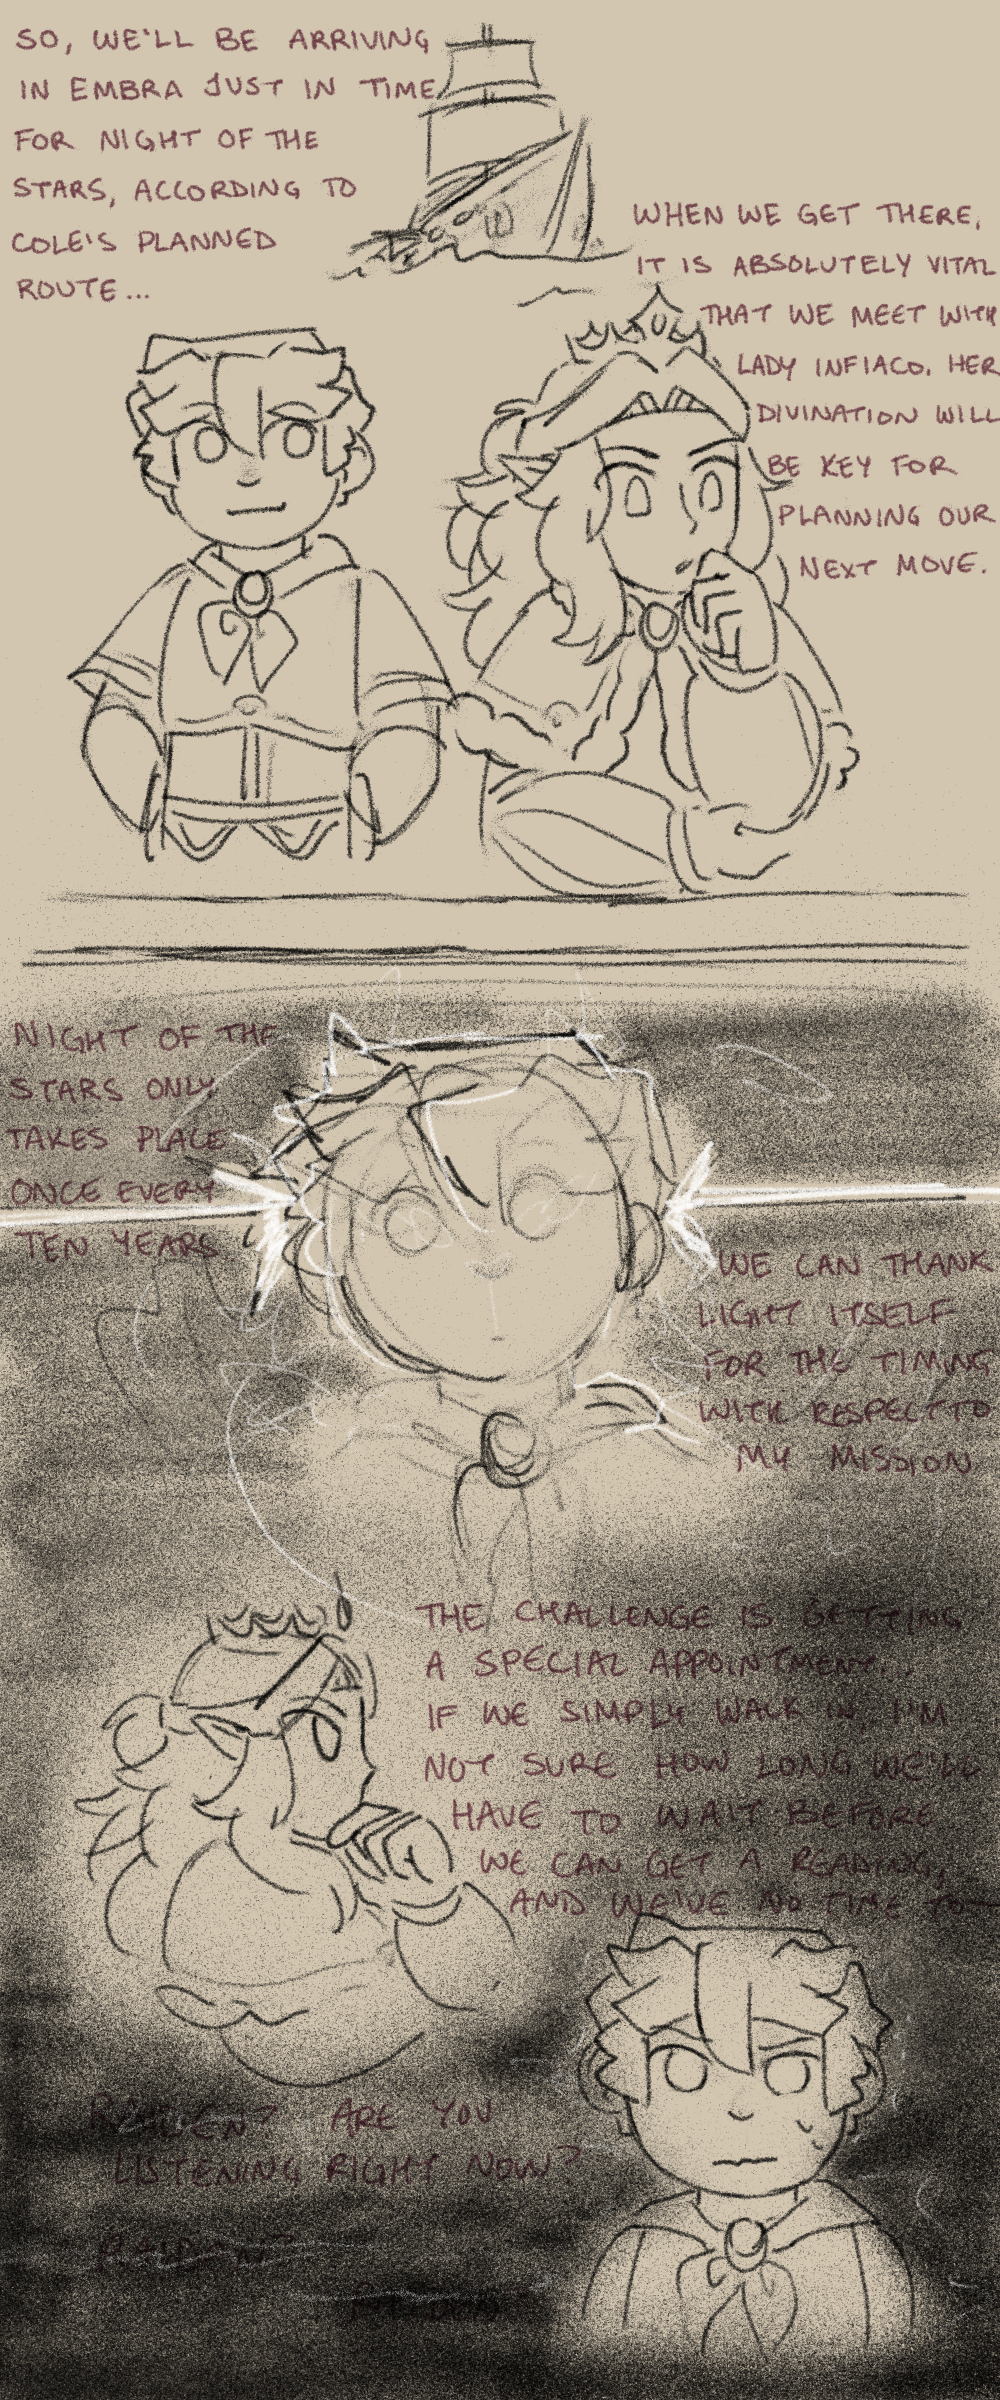 SO, WE'LL BE ARRIVING
IN EMBRA JUST IN TIME
FOR NIGHT OF THE
STARS, ACCORDING TO
COLE'S PLANNED
ROUTE...
WHEN WE GET THERE,
IT IS ABSOLUTELY VITAL
THAT WE MEET WITH
LADY INFIACO. HER
DIVINATION WILL
BE KEY FOR
PLANNING OUR
NEXT MOVE.
NIGHT OF THE
STARS ONLY
TAKES PLACE
ONCE EVERY
TEN YEARS
WE CAN THANK
LIGHT ITSELF
FOR THE TIMING
WITH RESPECT TO
MY MISSION
THE CHALLENGE IS GETTING
A SPECIAL APPOINTMENT...
IF WE SIMPLY WALK IN, I'M
NOT SURE HOW LONG WE'LL
HAVE TO WAIT BEFORE
WE CAN GET A READING,
AND WE'VE NO TIME TO—
ARE YOU
LISTENING RIGHT NOW?